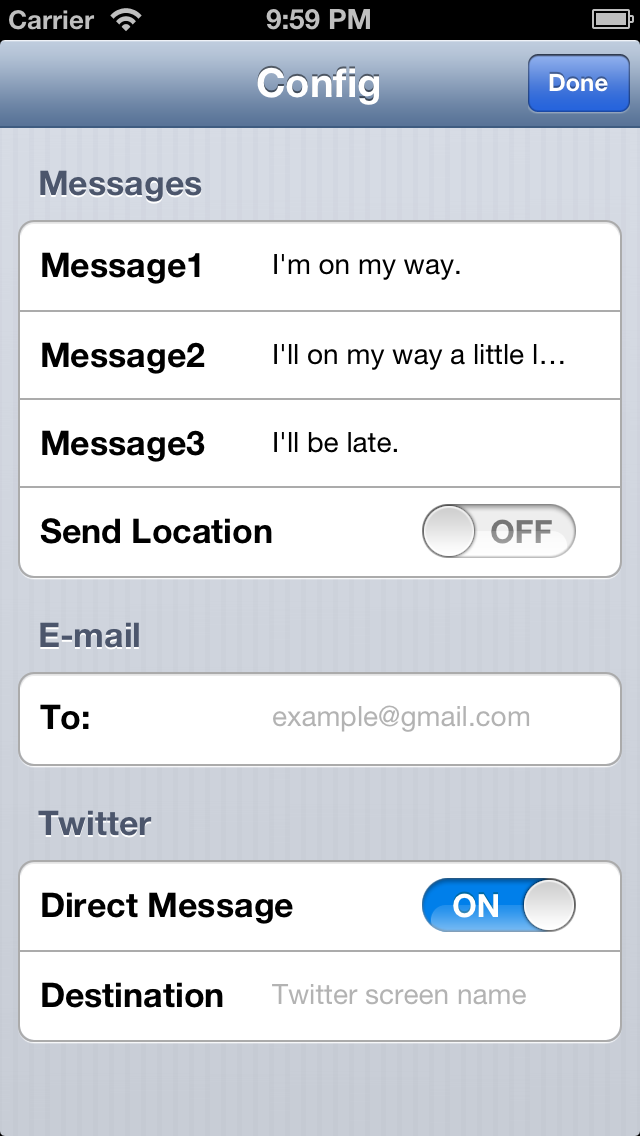 Carrier 9:59 PM
Config Done
Messages
Message1 I'm on my way.
Message2 I'll on my way a little l…
Message3 I'll be late.
Send Location OFF
E-mail
To: example@gmail.com
Twitter
Direct Message ON
Destination Twitter screen name